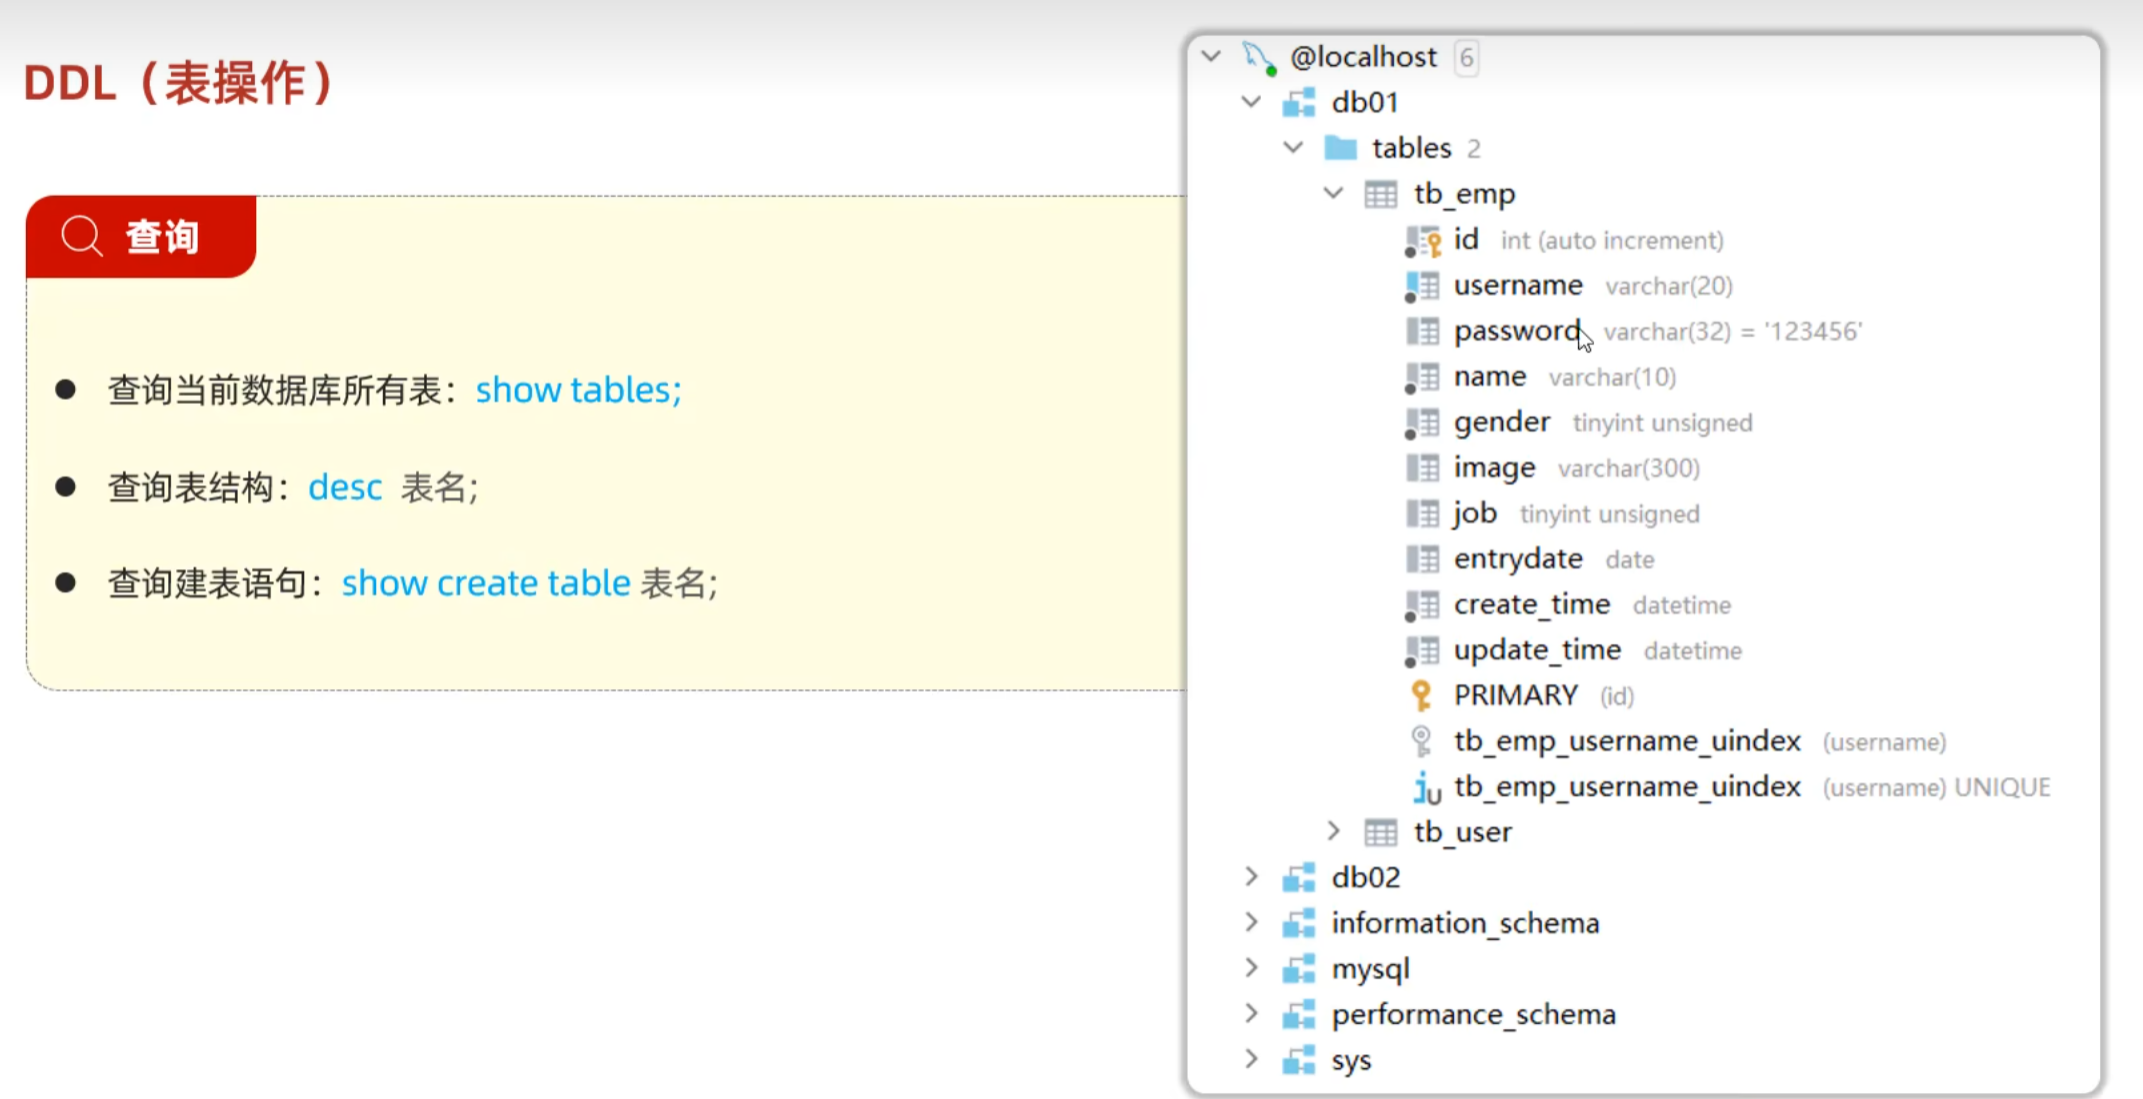 DDL（表操作）
查询
查询当前数据库所有表：show tables;
查询表结构：desc 表名;
查询建表语句：show create table 表名;
@localhost 6
db01
tables 2
tb_emp
id int (auto increment)
username varchar(20)
password varchar(32) = '123456'
name varchar(10)
gender tinyint unsigned
image varchar(300)
job tinyint unsigned
entrydate date
create_time datetime
update_time datetime
PRIMARY (id)
tb_emp_username_uindex (username)
tb_emp_username_uindex (username) UNIQUE
tb_user
db02
information_schema
mysql
performance_schema
sys